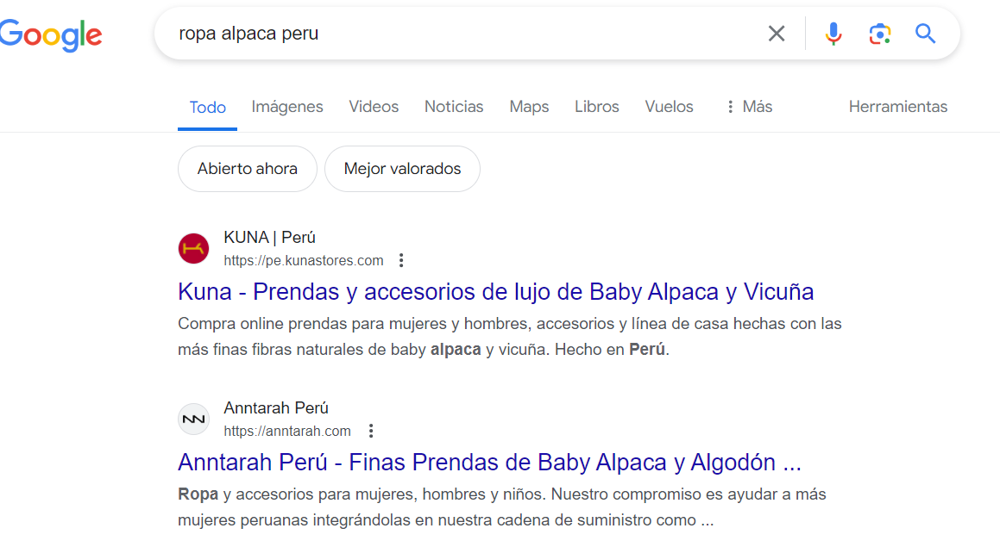 Google
ropa alpaca peru
Todo Imágenes Videos Noticias Maps Libros Vuelos Más Herramientas
Abierto ahora Mejor valorados
KUNA | Perú
https://pe.kunastores.com
Kuna - Prendas y accesorios de lujo de Baby Alpaca y Vicuña
Compra online prendas para mujeres y hombres, accesorios y línea de casa hechas con las
más finas fibras naturales de baby alpaca y vicuña. Hecho en Perú.
Anntarah Perú
https://anntarah.com
Anntarah Perú - Finas Prendas de Baby Alpaca y Algodón ...
Ropa y accesorios para mujeres, hombres y niños. Nuestro compromiso es ayudar a más
mujeres peruanas integrándolas en nuestra cadena de suministro como ...